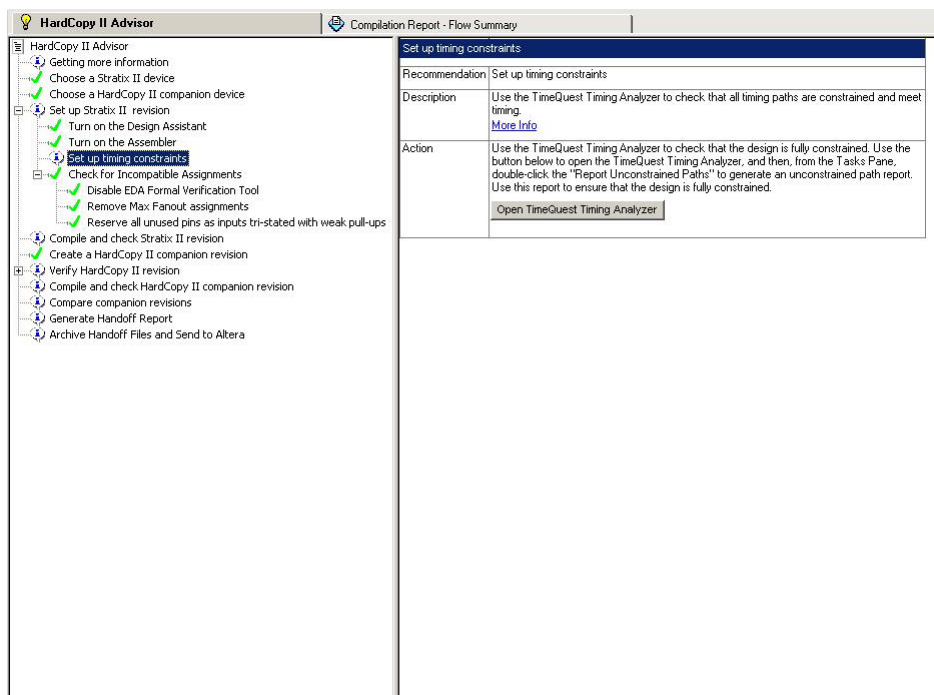 HardCopy II Advisor
Compilation Report - Flow Summary
HardCopy II Advisor
Getting more information
Choose a Stratix II device
Choose a HardCopy II companion device
Set up Stratix II revision
Turn on the Design Assistant
Turn on the Assembler
Set up timing constraints
Check for Incompatible Assignments
Disable EDA Formal Verification Tool
Remove Max Fanout assignments
Reserve all unused pins as inputs tri-stated with weak pull-ups
Compile and check Stratix II revision
Create a HardCopy II companion revision
Verify HardCopy II revision
Compile and check HardCopy II companion revision
Compare companion revisions
Generate Handoff Report
Archive Handoff Files and Send to Altera
Set up timing constraints
Recommendation Set up timing constraints
Description Use the TimeQuest Timing Analyzer to check that all timing paths are constrained and meet
timing.
More Info
Action Use the TimeQuest Timing Analyzer to check that the design is fully constrained. Use the
button below to open the TimeQuest Timing Analyzer, and then, from the Tasks Pane,
double-click the "Report Unconstrained Paths" to generate an unconstrained path report.
Use this report to ensure that the design is fully constrained.
Open TimeQuest Timing Analyzer